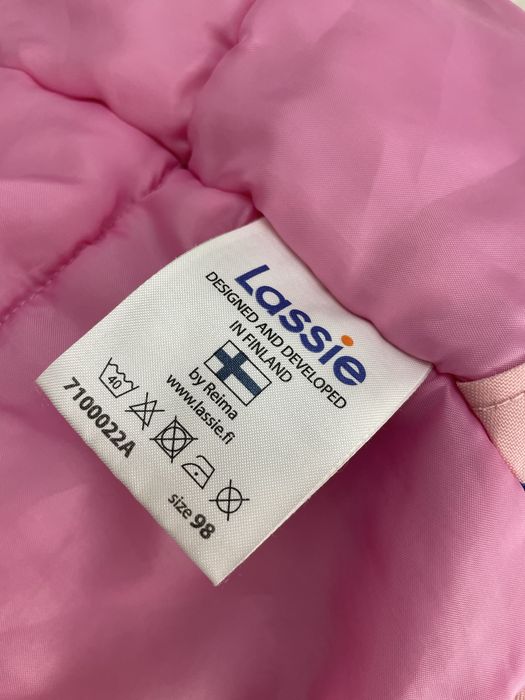 Lassie
DESIGNED AND DEVELOPED
IN FINLAND
by Reima
www.lassie.fi
40
7100022A
size 98